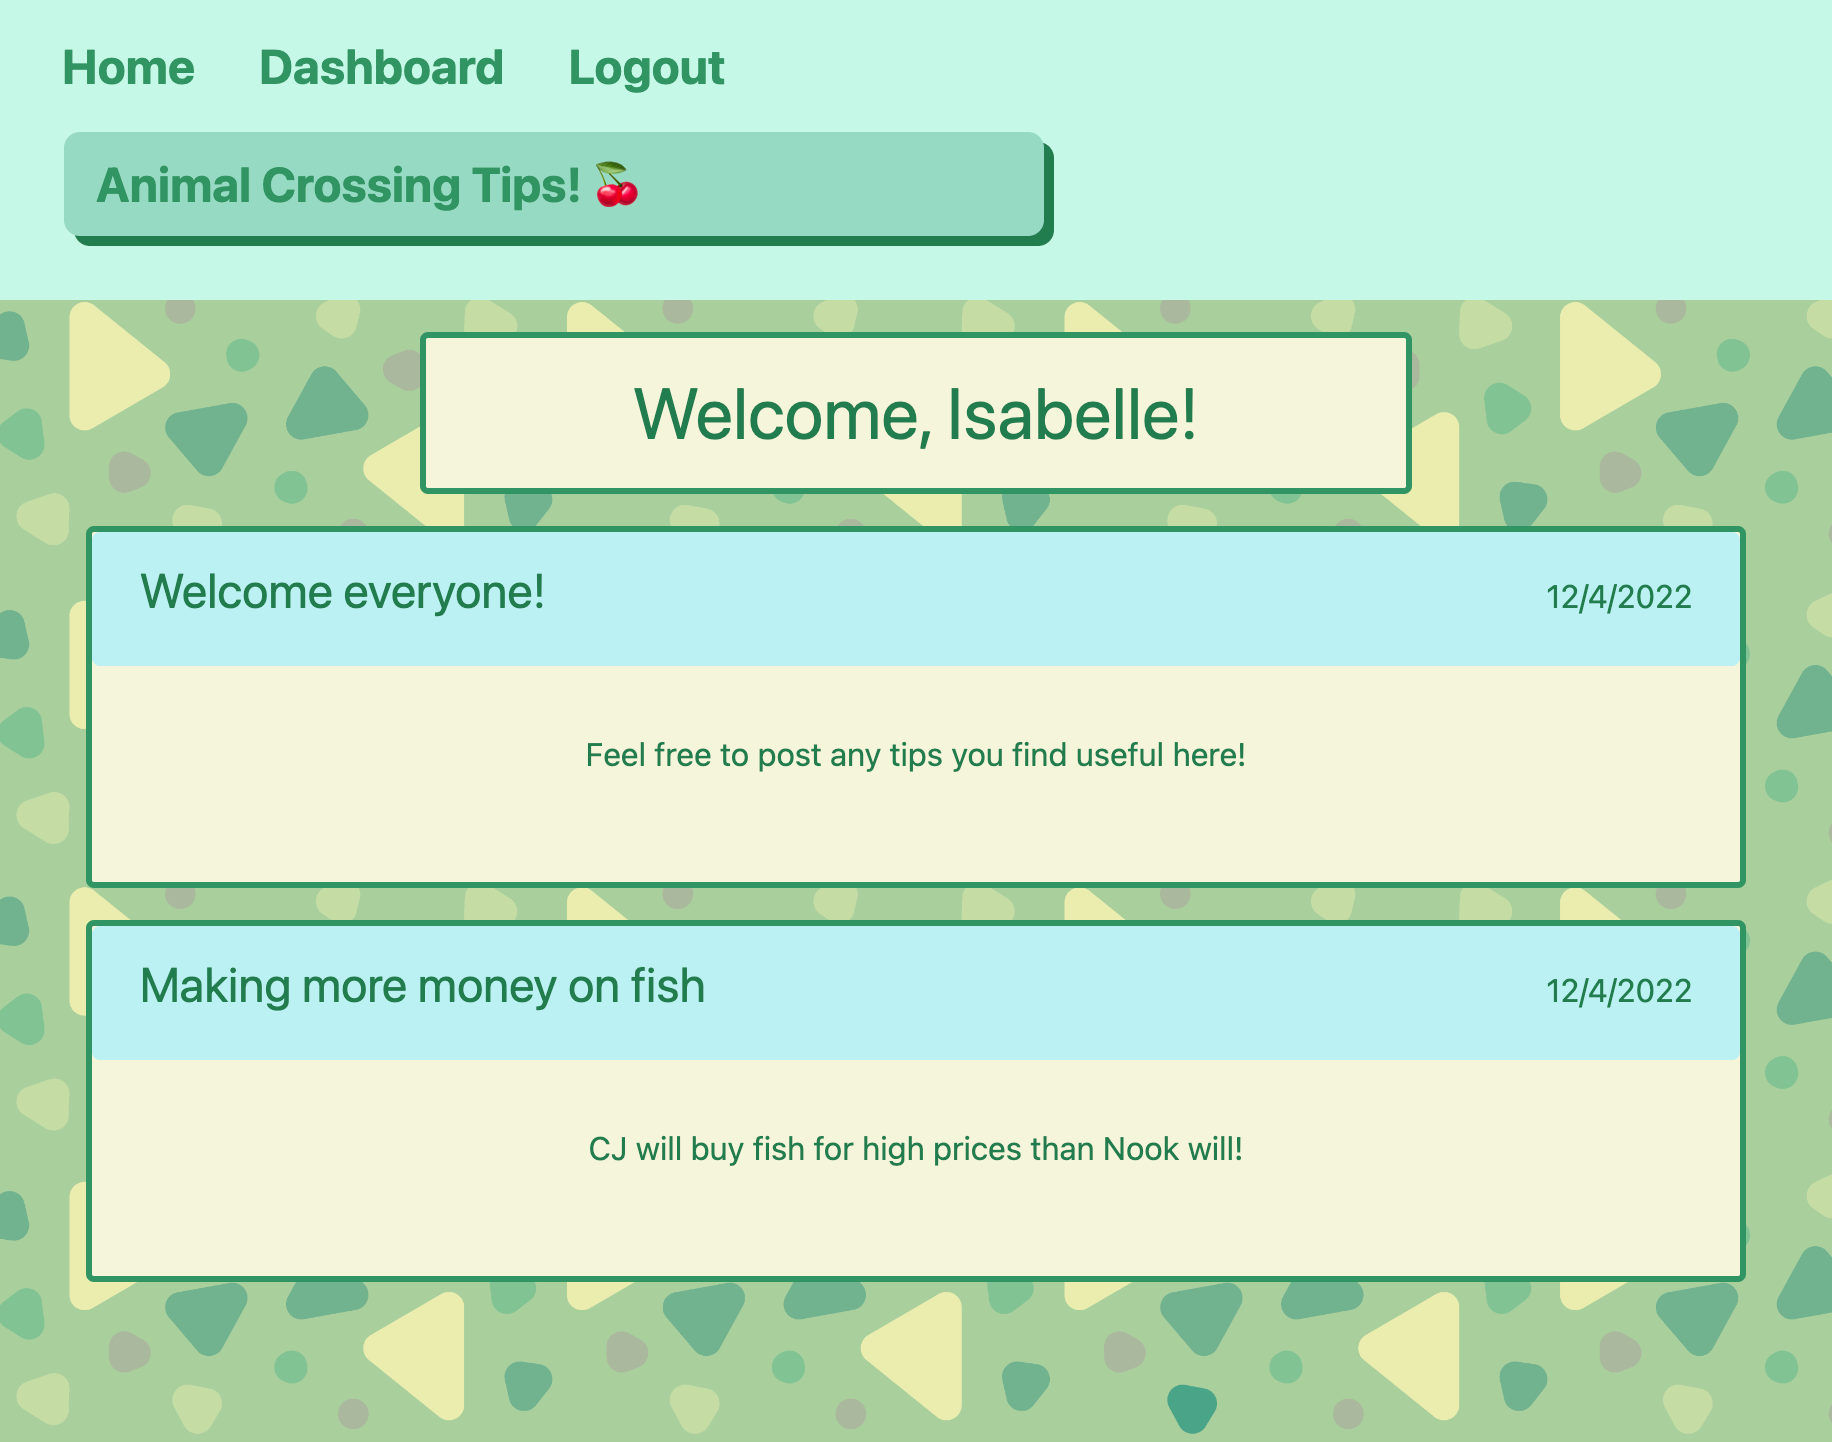 Home Dashboard Logout
Animal Crossing Tips! 🍒
Welcome, Isabelle!
Welcome everyone! 12/4/2022
Feel free to post any tips you find useful here!
Making more money on fish 12/4/2022
CJ will buy fish for high prices than Nook will!